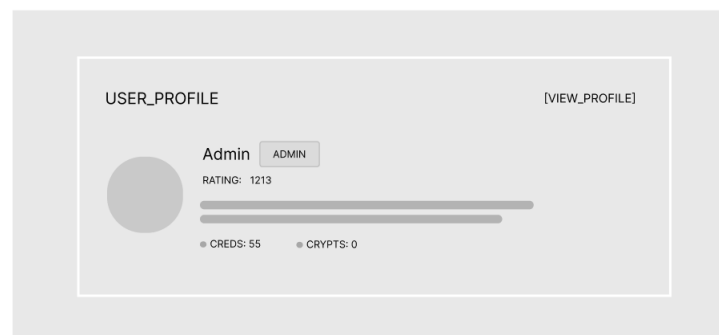 USER_PROFILE [VIEW_PROFILE]
Admin ADMIN
RATING: 1213
CREDS: 55 CRYPTS: 0